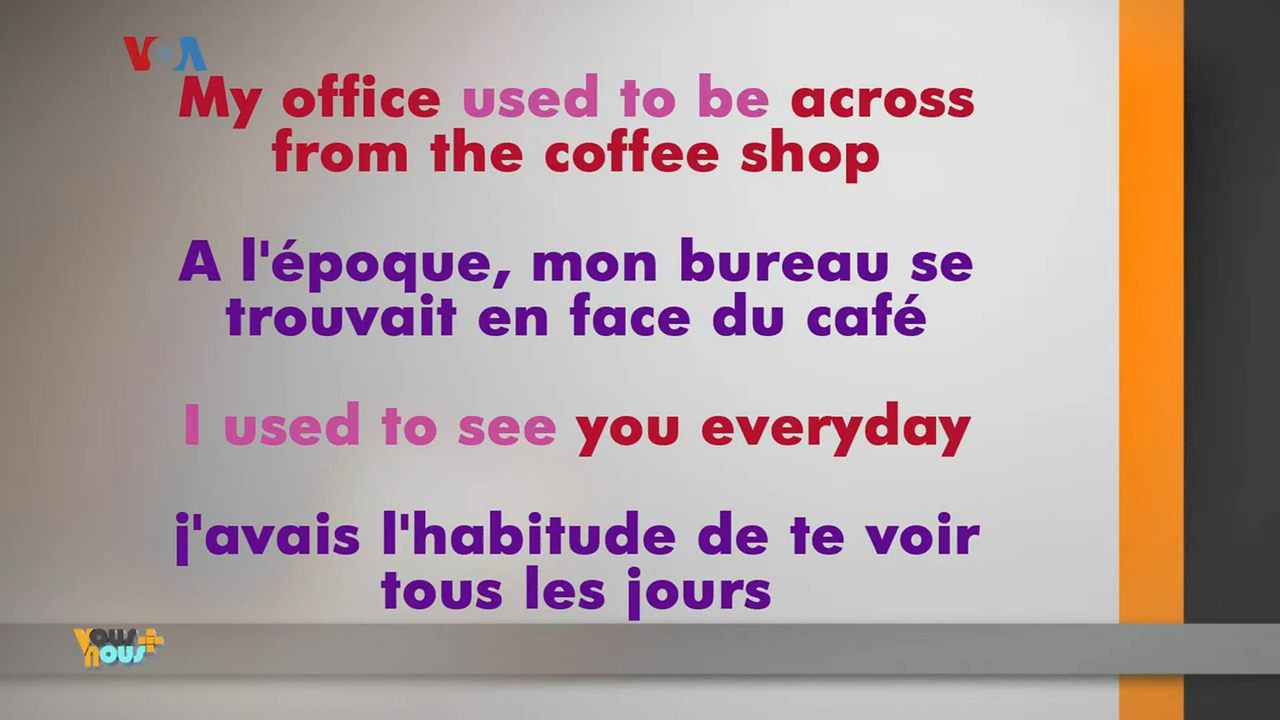 VOA
My office used to be across
from the coffee shop
A l'époque, mon bureau se
trouvait en face du café
I used to see you everyday
j'avais l'habitude de te voir
tous les jours
Vous+
nous